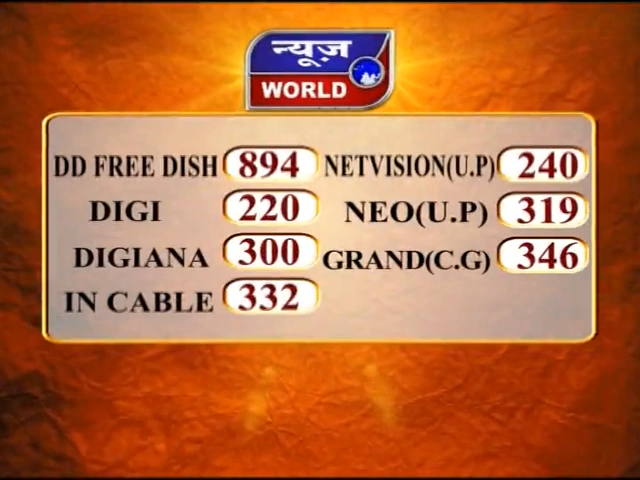 न्यूज़
WORLD
DD FREE DISH 894 NETVISION(U.P) 240
DIGI 220 NEO(U.P) 319
DIGIANA 300 GRAND(C.G) 346
IN CABLE 332